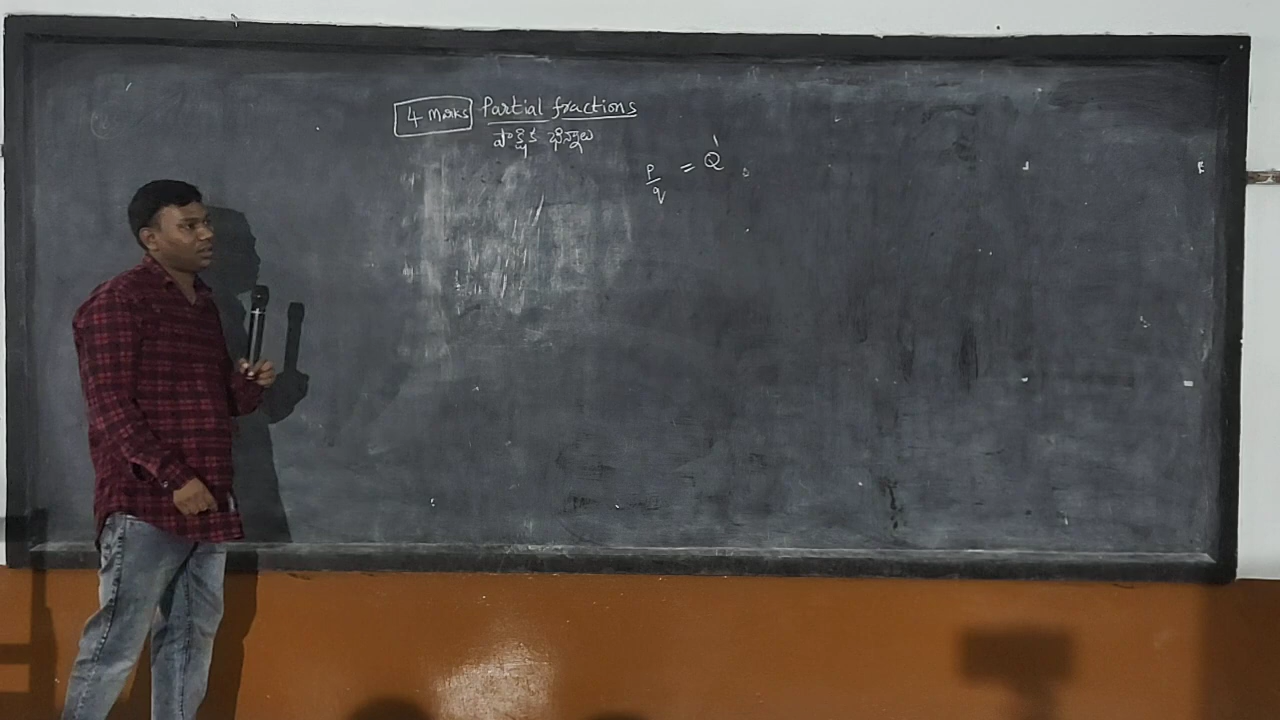 4 Marks Partial fractions
పాక్షిక భిన్నాలు
p/q = Q